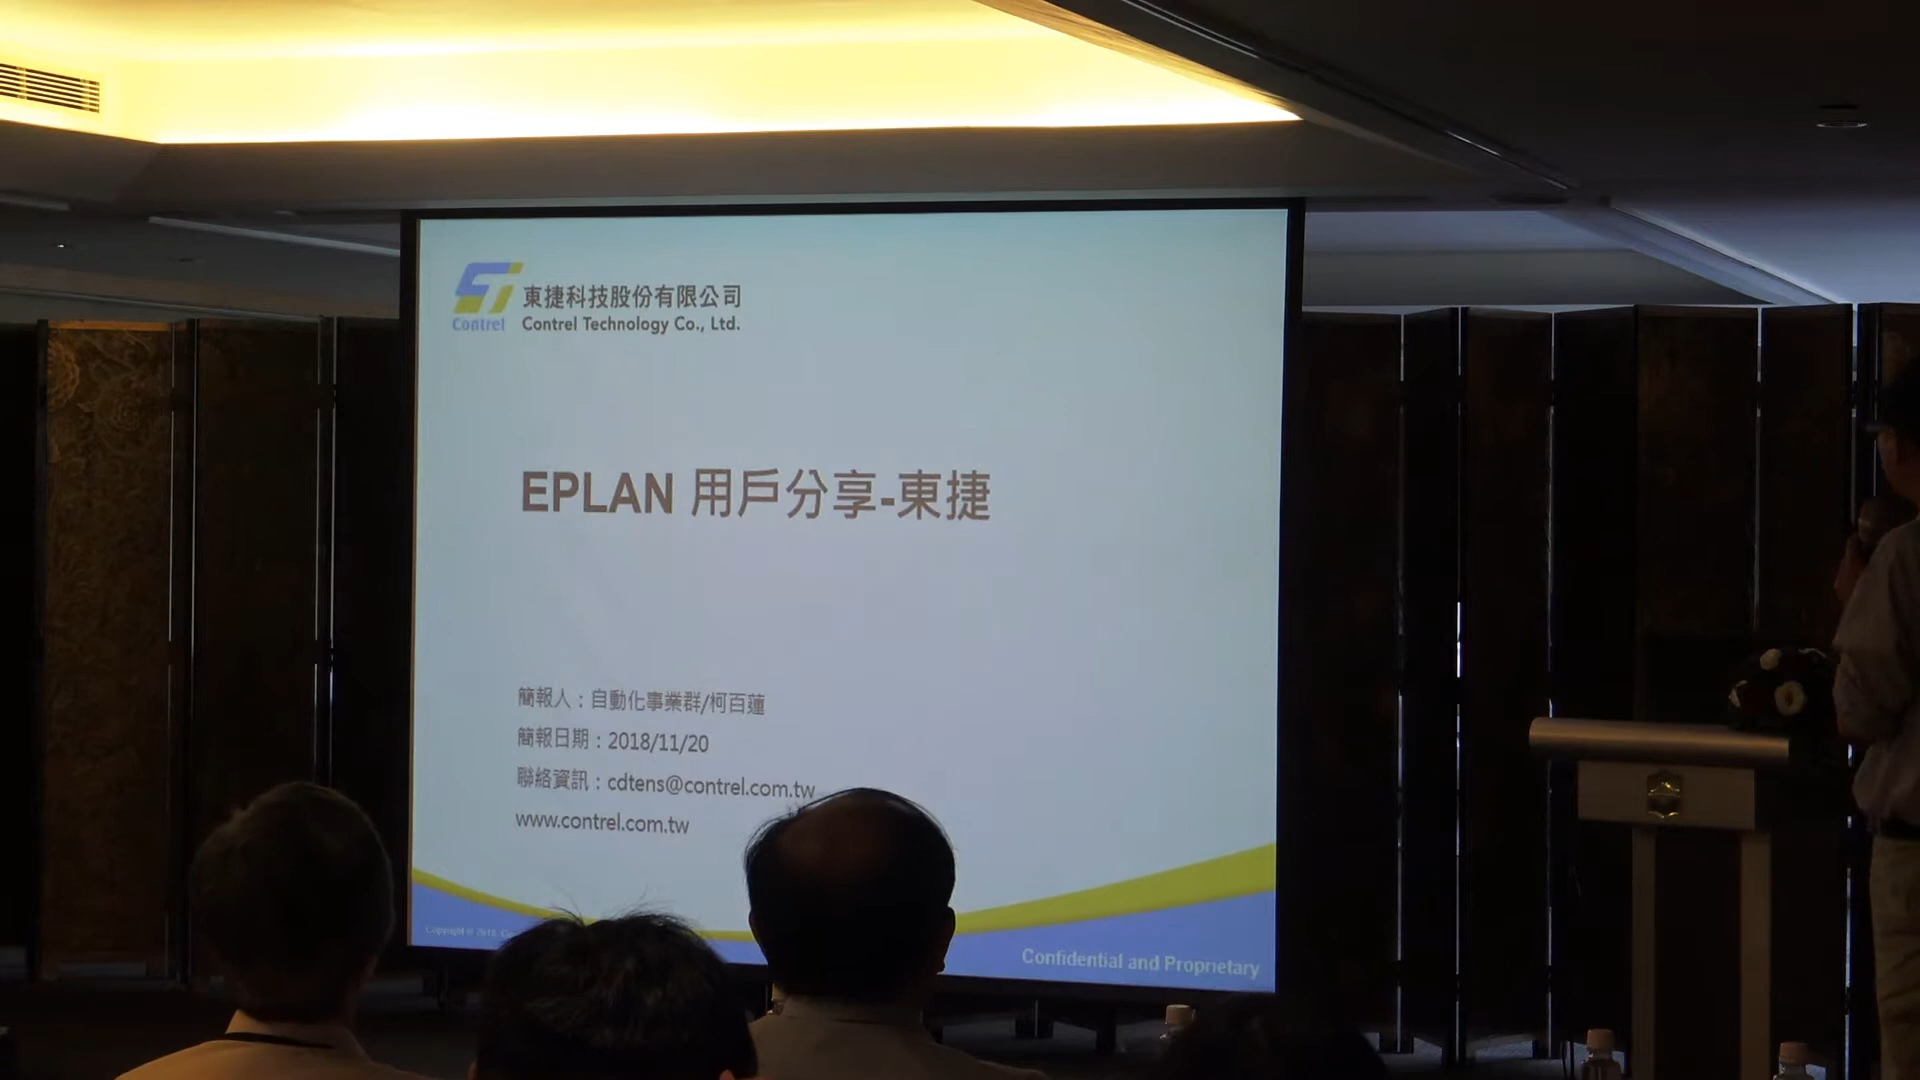 東捷科技股份有限公司
Contrel
Contrel Technology Co., Ltd.
EPLAN 用戶分享-東捷
簡報人：自動化事業群/柯百蓮
簡報日期：2018/11/20
聯絡資訊：cdtens@contrel.com.tw
www.contrel.com.tw
Copyright © 2018,
Confidential and Proprietary